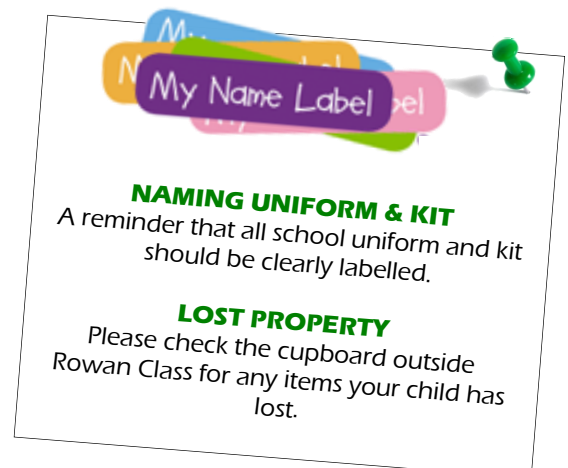 My
My Name Label
NAMING UNIFORM & KIT
A reminder that all school uniform and kit
should be clearly labelled.
LOST PROPERTY
Please check the cupboard outside
Rowan Class for any items your child has
lost.